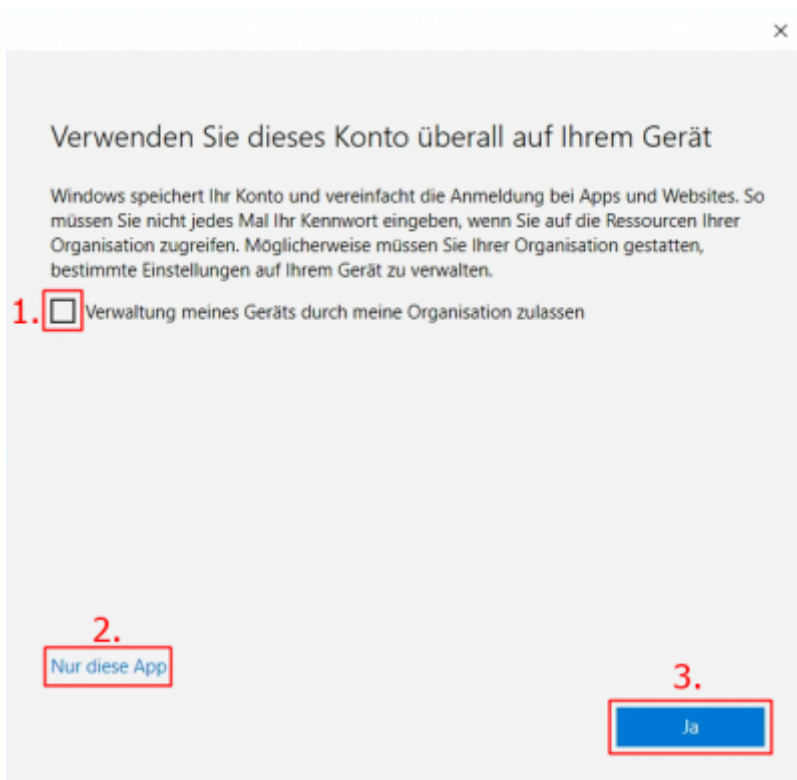 Verwenden Sie dieses Konto überall auf Ihrem Gerät
Windows speichert Ihr Konto und vereinfacht die Anmeldung bei Apps und Websites. So
müssen Sie nicht jedes Mal Ihr Kennwort eingeben, wenn Sie auf die Ressourcen Ihrer
Organisation zugreifen. Möglicherweise müssen Sie Ihrer Organisation gestatten,
bestimmte Einstellungen auf Ihrem Gerät zu verwalten.
1. Verwaltung meines Geräts durch meine Organisation zulassen
2.
Nur diese App
3.
Ja